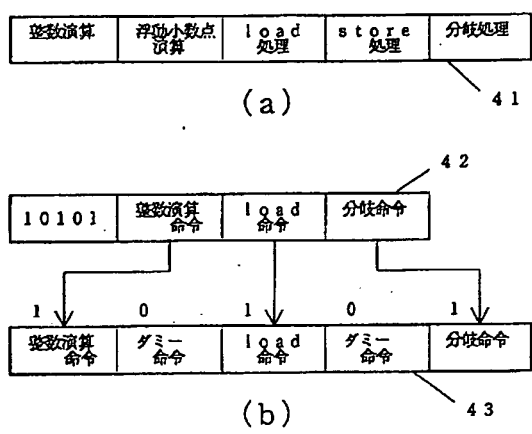 整数演算 浮動小数点演算 load処理 store処理 分岐処理
41
(a)
42
10101 整数演算命令 load命令 分岐命令
1 0 1 0 1
整数演算命令 ダミー命令 load命令 ダミー命令 分岐命令
43
(b)